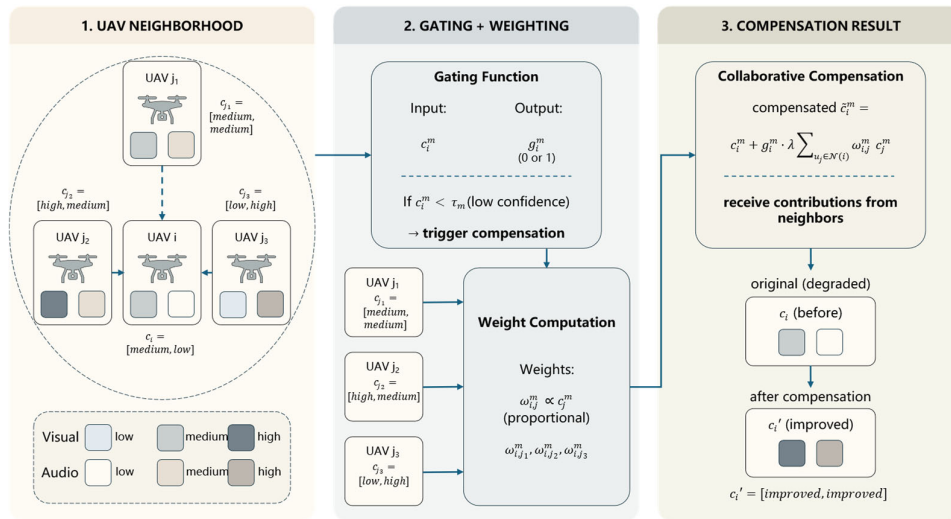 1. UAV NEIGHBORHOOD
UAV j₁
c_{j₁} =
[medium,
medium]
c_{j₂} =
[high, medium]
c_{j₃} =
[low, high]
UAV j₂
UAV i
UAV j₃
c_i =
[medium, low]
Visual low medium high
Audio low medium high
2. GATING + WEIGHTING
Gating Function
Input: Output:
c_i^m g_i^m
(0 or 1)
If c_i^m < τ_m (low confidence)
→ trigger compensation
UAV j₁
c_{j₁} =
[medium,
medium]
UAV j₂
c_{j₂} =
[high, medium]
UAV j₃
c_{j₃} =
[low, high]
Weight Computation
Weights:
ω_{i,j}^m ∝ c_j^m
(proportional)
ω_{i,j₁}^m, ω_{i,j₂}^m, ω_{i,j₃}^m
3. COMPENSATION RESULT
Collaborative Compensation
compensated c̃_i^m =
c_i^m + g_i^m · λ ∑_{u_j∈𝒩(i)} ω_{i,j}^m c_j^m
receive contributions from
neighbors
original (degraded)
c_i (before)
after compensation
c_i′ (improved)
c_i′ = [improved, improved]